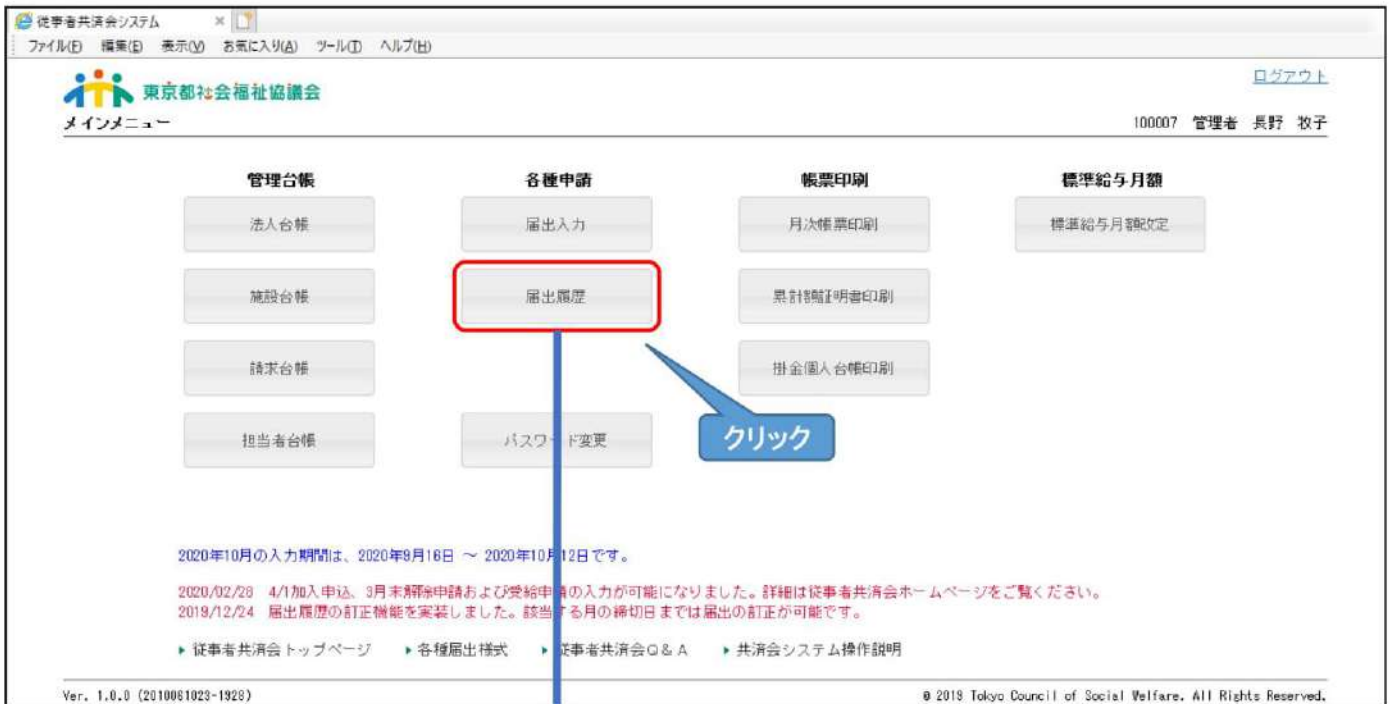 従事者共済会システム
ファイル(F) 編集(E) 表示(V) お気に入り(A) ツール(T) ヘルプ(H)
東京都社会福祉協議会
ログアウト
メインメニュー
100007 管理者 長野 牧子
管理台帳 各種申請 帳票印刷 標準給与月額
法人台帳 届出入力 月次帳票印刷 標準給与月額改定
施設台帳 届出履歴 累計額証明書印刷
請求台帳 掛金個人台帳印刷
担当者台帳 パスワード変更 クリック
2020年10月の入力期間は、2020年9月16日 ~ 2020年10月12日です。
2020/02/28 4/1加入申込、3月末解除申請および受給申請の入力が可能になりました。詳細は従事者共済会ホームページをご覧ください。
2019/12/24 届出履歴の訂正機能を実装しました。該当する月の締切日までは届出の訂正が可能です。
従事者共済会トップページ 各種届出様式 従事者共済会Q&A 共済会システム操作説明
Ver. 1.0.0 (2010061023-1928) © 2019 Tokyo Council of Social Welfare. All Rights Reserved.